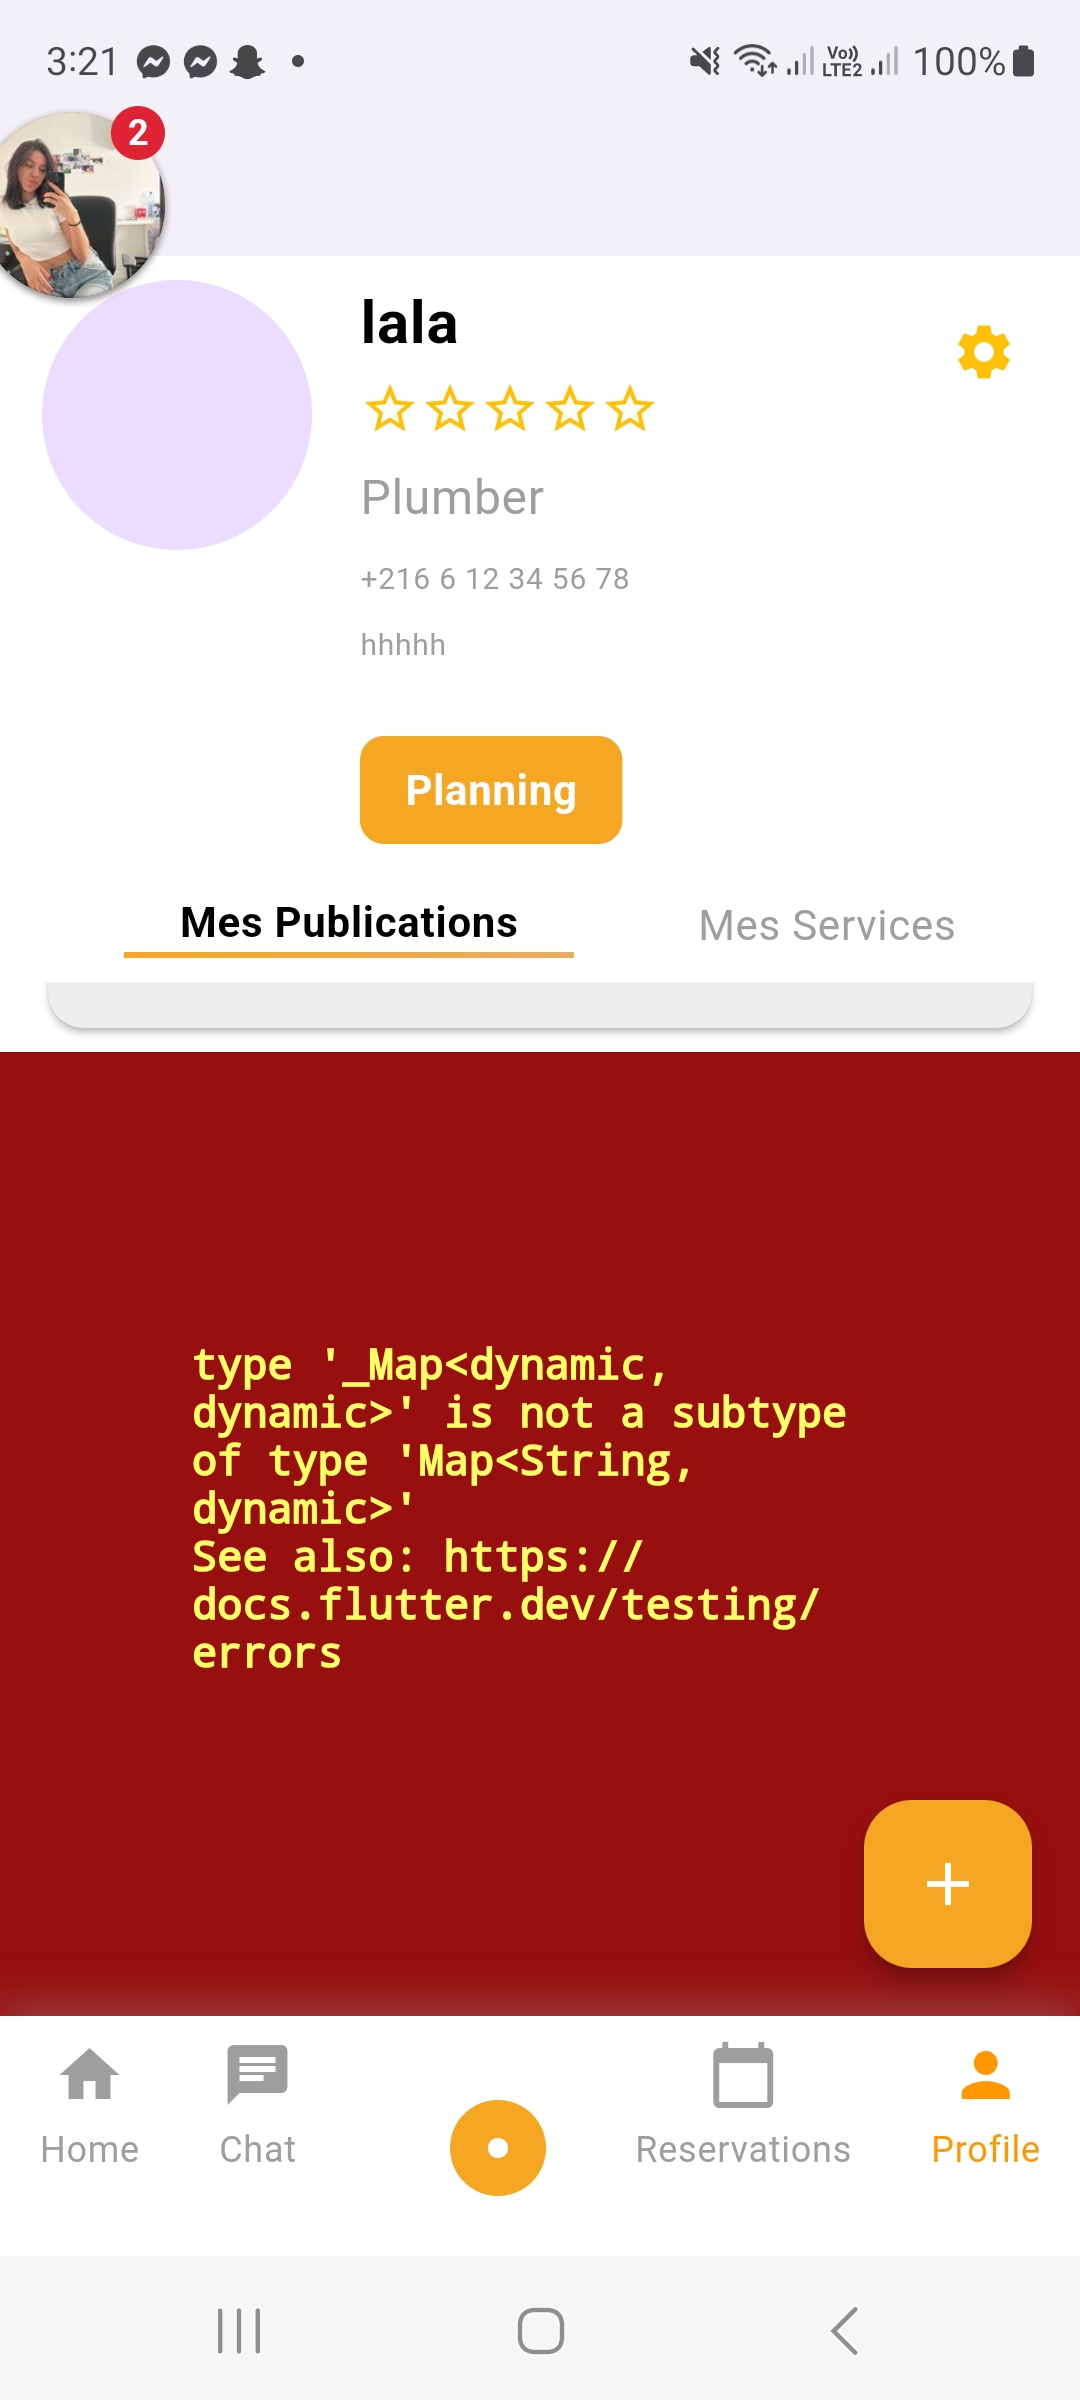 3:21
Vo)) LTE2 100%
2
lala
Plumber
+216 6 12 34 56 78
hhhhh
Planning
Mes Publications
Mes Services
type '_Map<dynamic,
dynamic>' is not a subtype
of type 'Map<String,
dynamic>'
See also: https://
docs.flutter.dev/testing/
errors
Home
Chat
Reservations
Profile